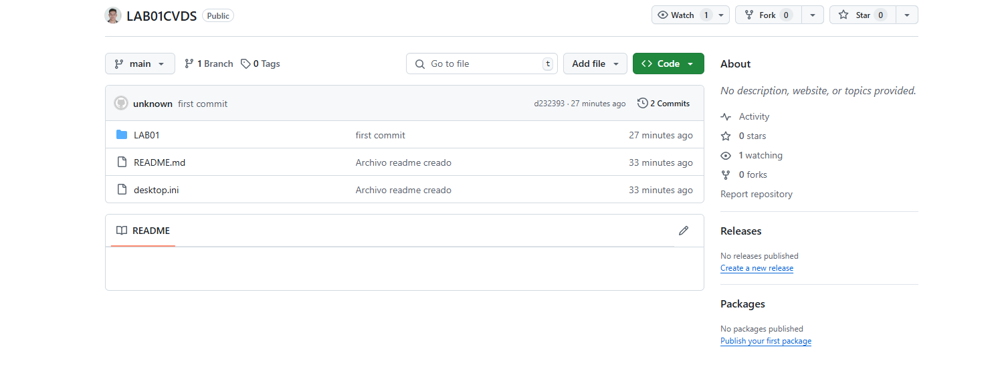 LAB01CVDS Public Watch 1 Fork 0 Star 0
main 1 Branch 0 Tags Go to file t Add file Code
unknown first commit d232393 · 27 minutes ago 2 Commits
LAB01 first commit 27 minutes ago
README.md Archivo readme creado 33 minutes ago
desktop.ini Archivo readme creado 33 minutes ago
README
About
No description, website, or topics provided.
Activity
0 stars
1 watching
0 forks
Report repository
Releases
No releases published
Create a new release
Packages
No packages published
Publish your first package